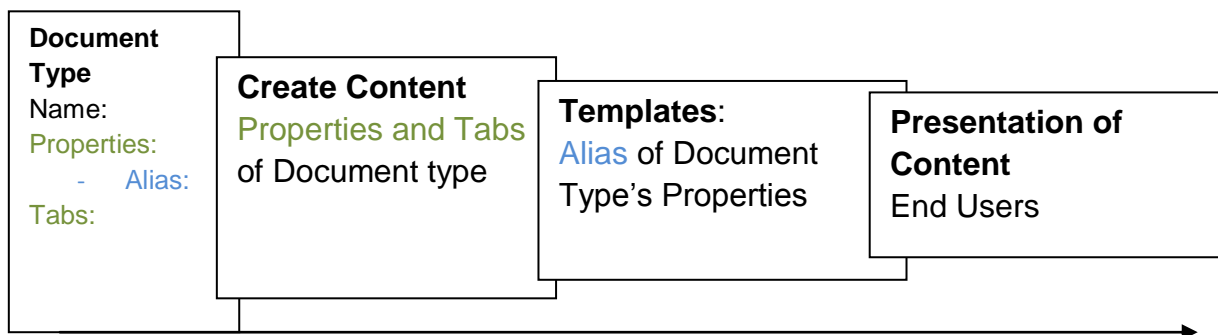 Document
Type
Name:
Properties:
- Alias:
Tabs:
Create Content
Properties and Tabs
of Document type
Templates:
Alias of Document
Type’s Properties
Presentation of
Content
End Users